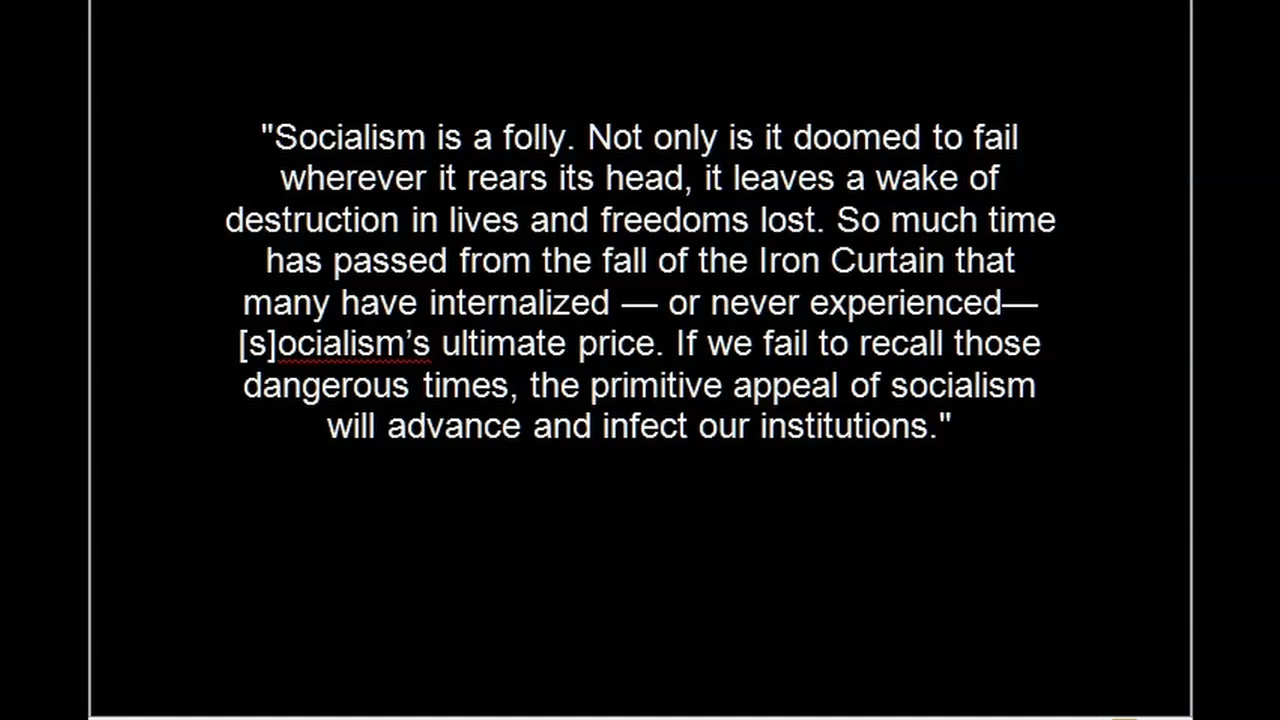 "Socialism is a folly. Not only is it doomed to fail
wherever it rears its head, it leaves a wake of
destruction in lives and freedoms lost. So much time
has passed from the fall of the Iron Curtain that
many have internalized — or never experienced—
[s]ocialism’s ultimate price. If we fail to recall those
dangerous times, the primitive appeal of socialism
will advance and infect our institutions."